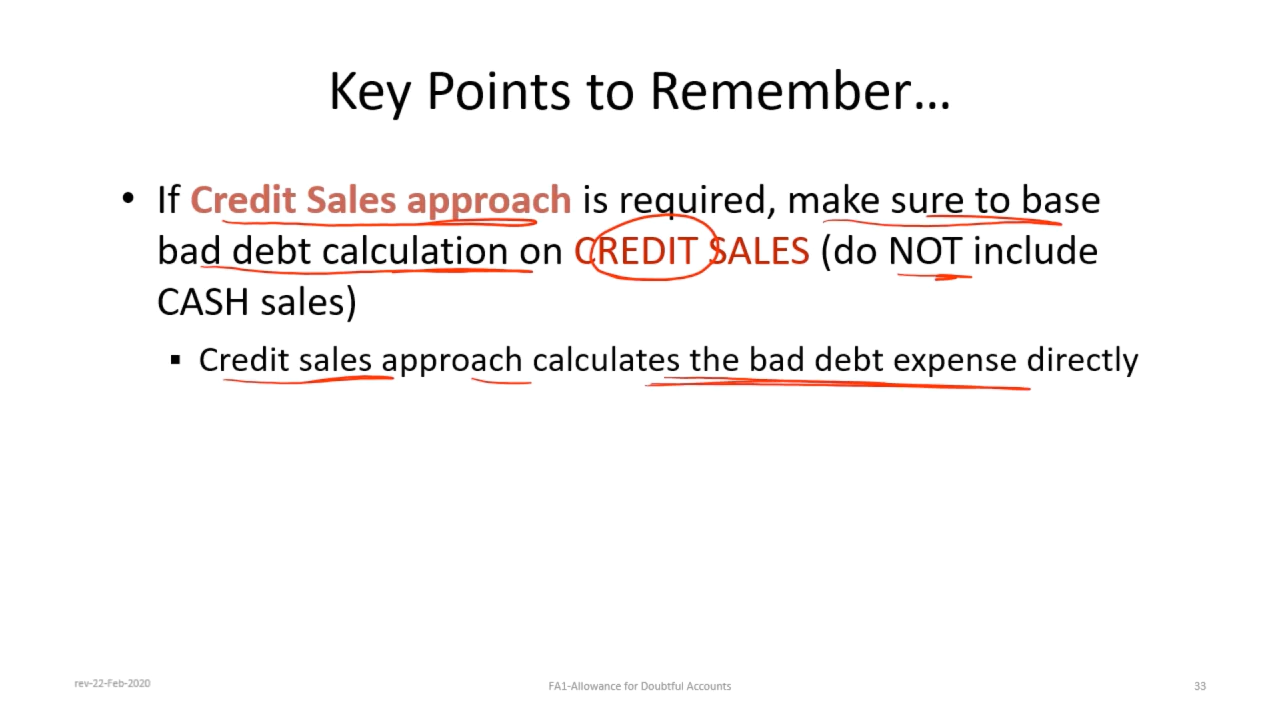 Key Points to Remember…
• If Credit Sales approach is required, make sure to base
bad debt calculation on CREDIT SALES (do NOT include
CASH sales)
▪ Credit sales approach calculates the bad debt expense directly
rev-22-Feb-2020
FA1-Allowance for Doubtful Accounts
33